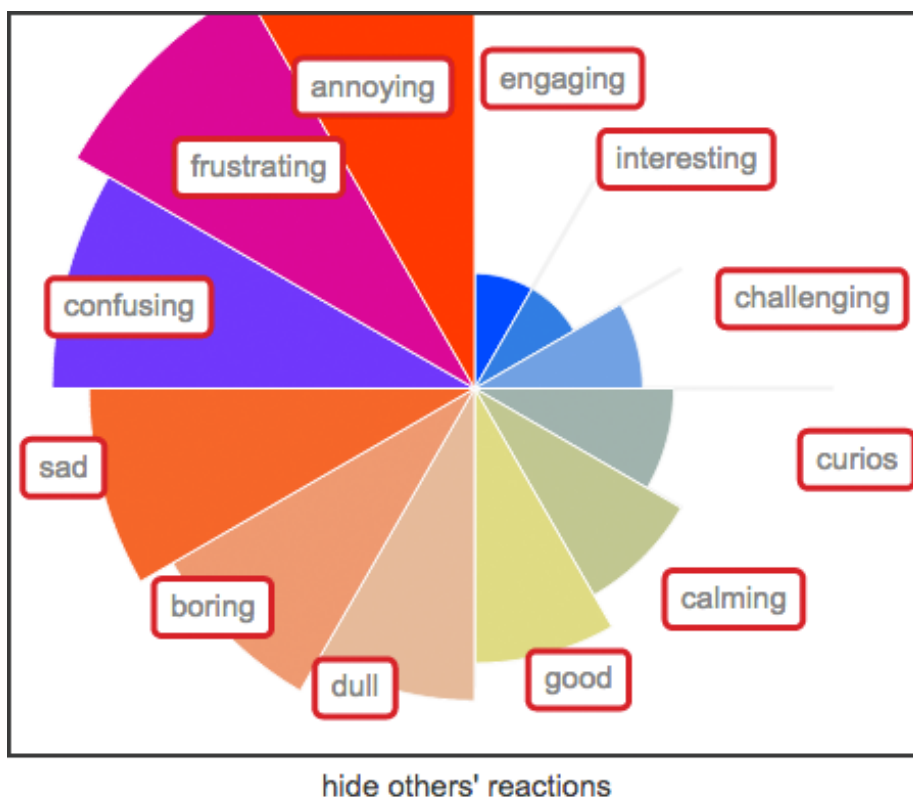 annoying
engaging
frustrating
interesting
confusing
challenging
sad
curios
boring
calming
dull
good
hide others' reactions